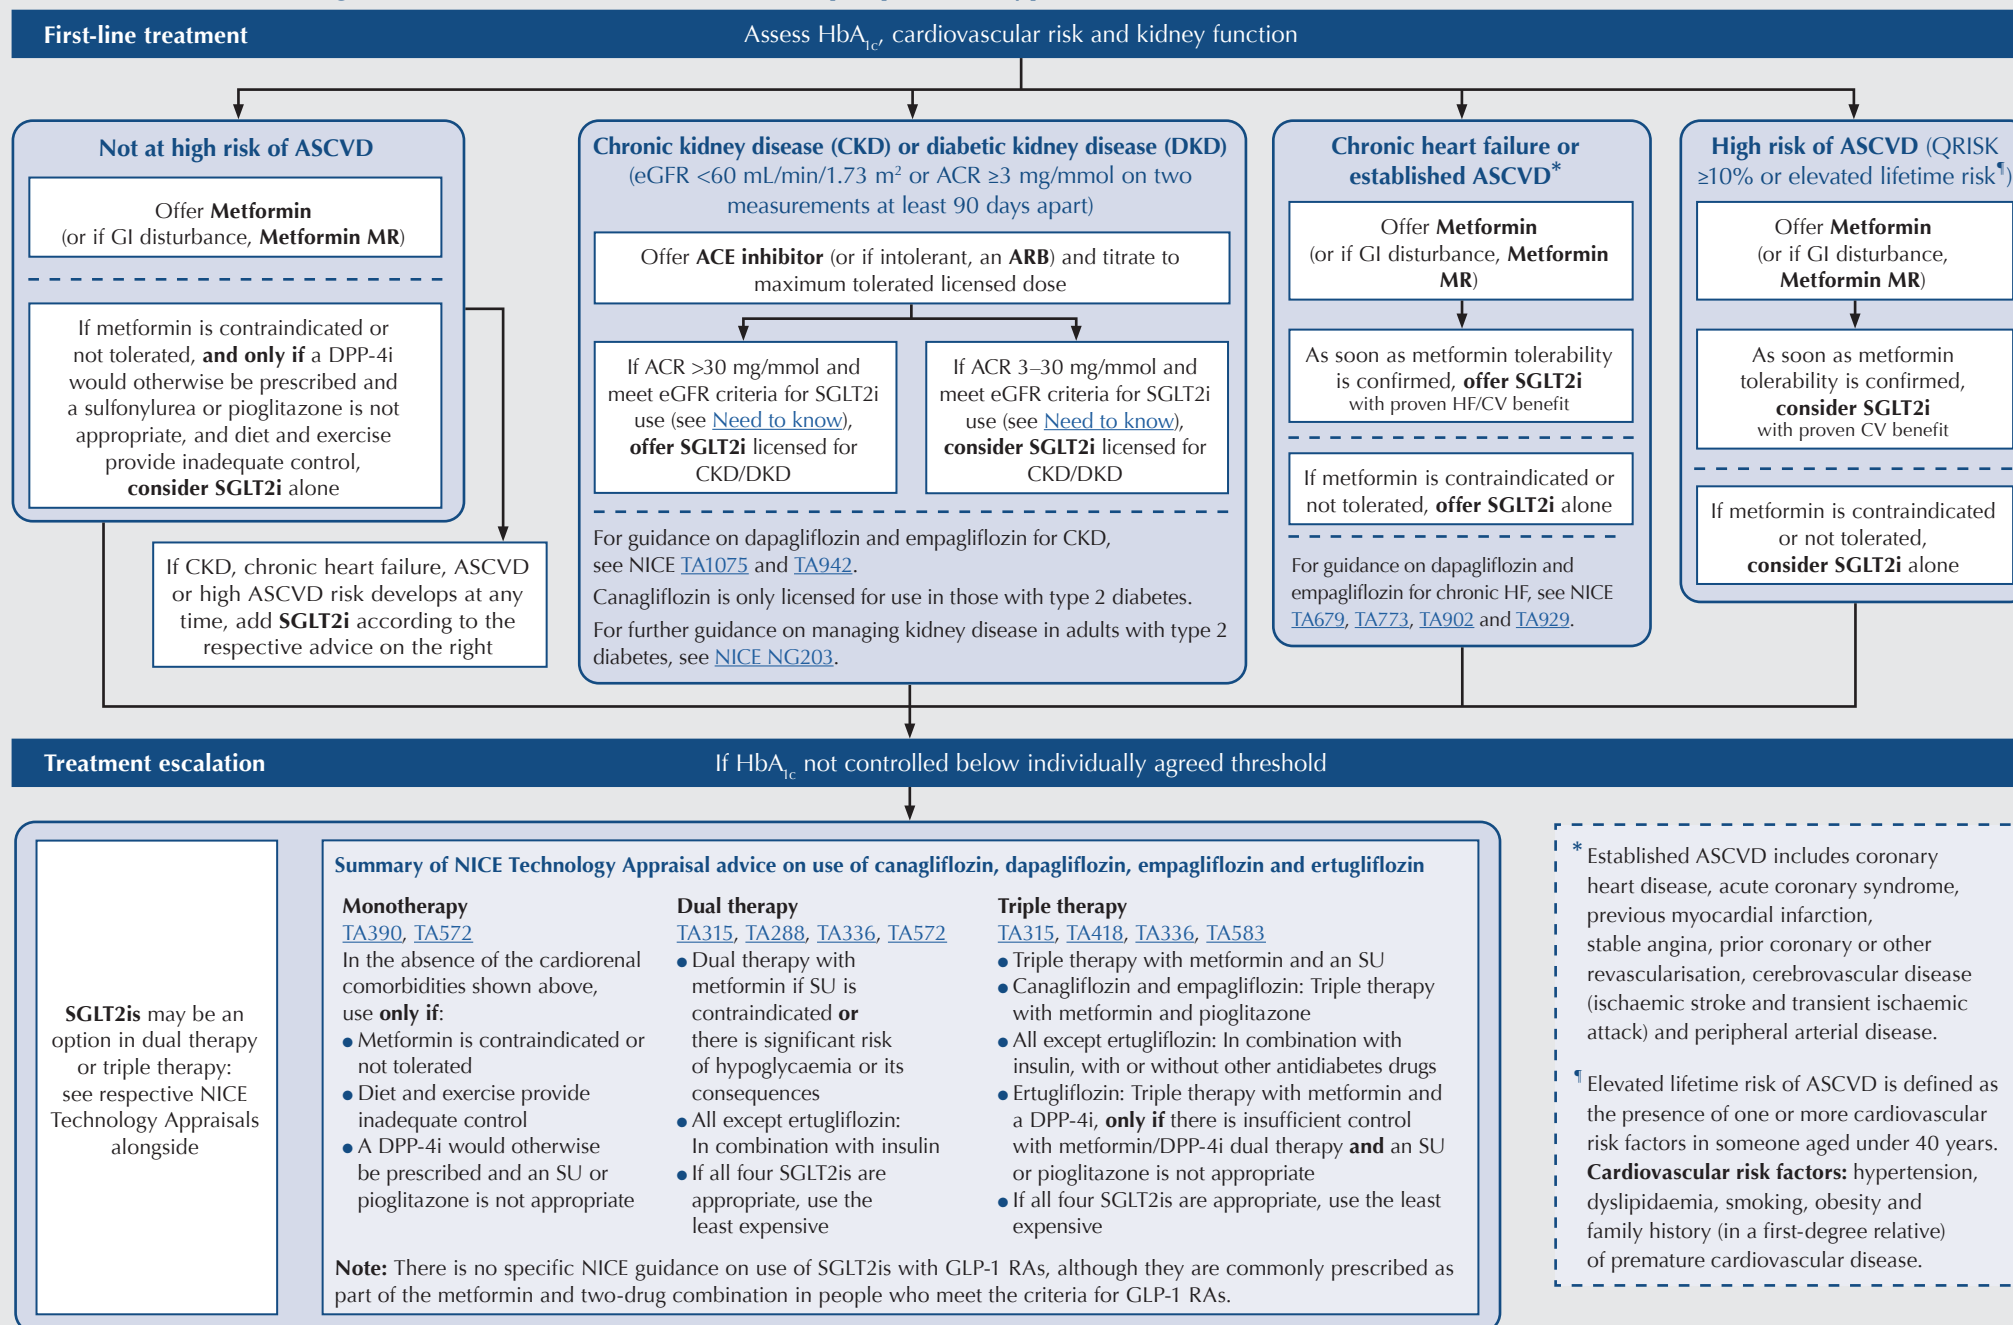 First-line treatment
Assess HbA1c, cardiovascular risk and kidney function
Not at high risk of ASCVD
Offer Metformin
(or if GI disturbance, Metformin MR)
If metformin is contraindicated or
not tolerated, and only if a DPP-4i
would otherwise be prescribed and
a sulfonylurea or pioglitazone is not
appropriate, and diet and exercise
provide inadequate control,
consider SGLT2i alone
If CKD, chronic heart failure, ASCVD
or high ASCVD risk develops at any
time, add SGLT2i according to the
respective advice on the right
Chronic kidney disease (CKD) or diabetic kidney disease (DKD)
(eGFR <60 mL/min/1.73 m² or ACR ≥3 mg/mmol on two
measurements at least 90 days apart)
Offer ACE inhibitor (or if intolerant, an ARB) and titrate to
maximum tolerated licensed dose
If ACR >30 mg/mmol and
meet eGFR criteria for SGLT2i
use (see Need to know),
offer SGLT2i licensed for
CKD/DKD
If ACR 3–30 mg/mmol and
meet eGFR criteria for SGLT2i
use (see Need to know),
consider SGLT2i licensed for
CKD/DKD
For guidance on dapagliflozin and empagliflozin for CKD,
see NICE TA1075 and TA942.
Canagliflozin is only licensed for use in those with type 2 diabetes.
For further guidance on managing kidney disease in adults with type 2
diabetes, see NICE NG203.
Chronic heart failure or
established ASCVD*
Offer Metformin
(or if GI disturbance, Metformin
MR)
As soon as metformin tolerability
is confirmed, offer SGLT2i
with proven HF/CV benefit
If metformin is contraindicated or
not tolerated, offer SGLT2i alone
For guidance on dapagliflozin and
empagliflozin for chronic HF, see NICE
TA679, TA773, TA902 and TA929.
High risk of ASCVD (QRISK
≥10% or elevated lifetime risk¶)
Offer Metformin
(or if GI disturbance,
Metformin MR)
As soon as metformin
tolerability is confirmed,
consider SGLT2i
with proven CV benefit
If metformin is contraindicated
or not tolerated,
consider SGLT2i alone
Treatment escalation
If HbA1c not controlled below individually agreed threshold
SGLT2is may be an
option in dual therapy
or triple therapy:
see respective NICE
Technology Appraisals
alongside
Summary of NICE Technology Appraisal advice on use of canagliflozin, dapagliflozin, empagliflozin and ertugliflozin
Monotherapy
TA390, TA572
In the absence of the cardiorenal
comorbidities shown above,
use only if:
• Metformin is contraindicated or
not tolerated
• Diet and exercise provide
inadequate control
• A DPP-4i would otherwise
be prescribed and an SU or
pioglitazone is not appropriate
Dual therapy
TA315, TA288, TA336, TA572
• Dual therapy with
metformin if SU is
contraindicated or
there is significant risk
of hypoglycaemia or its
consequences
• All except ertugliflozin:
In combination with insulin
• If all four SGLT2is are
appropriate, use the
least expensive
Triple therapy
TA315, TA418, TA336, TA583
• Triple therapy with metformin and an SU
• Canagliflozin and empagliflozin: Triple therapy
with metformin and pioglitazone
• All except ertugliflozin: In combination with
insulin, with or without other antidiabetes drugs
• Ertugliflozin: Triple therapy with metformin and
a DPP-4i, only if there is insufficient control
with metformin/DPP-4i dual therapy and an SU
or pioglitazone is not appropriate
• If all four SGLT2is are appropriate, use the least
expensive
Note: There is no specific NICE guidance on use of SGLT2is with GLP-1 RAs, although they are commonly prescribed as
part of the metformin and two-drug combination in people who meet the criteria for GLP-1 RAs.
* Established ASCVD includes coronary
heart disease, acute coronary syndrome,
previous myocardial infarction,
stable angina, prior coronary or other
revascularisation, cerebrovascular disease
(ischaemic stroke and transient ischaemic
attack) and peripheral arterial disease.
¶ Elevated lifetime risk of ASCVD is defined as
the presence of one or more cardiovascular
risk factors in someone aged under 40 years.
Cardiovascular risk factors: hypertension,
dyslipidaemia, smoking, obesity and
family history (in a first-degree relative)
of premature cardiovascular disease.